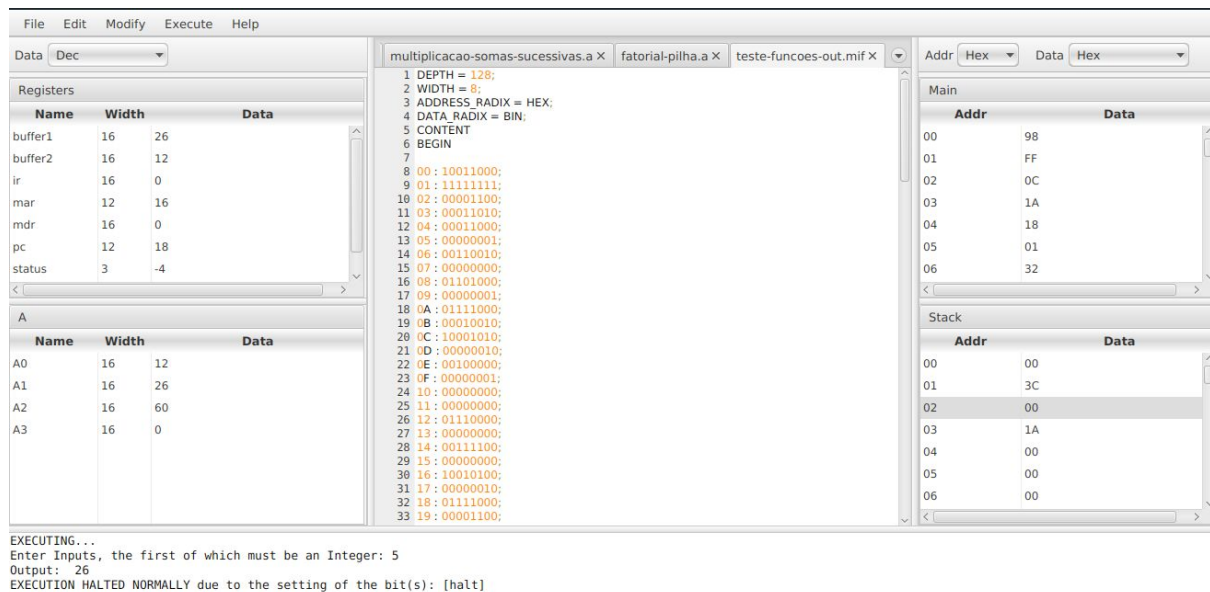 File Edit Modify Execute Help
Data Dec
Registers
Name Width Data
buffer1 16 26
buffer2 16 12
ir 16 0
mar 12 16
mdr 16 0
pc 12 18
status 3 -4
A
Name Width Data
A0 16 12
A1 16 26
A2 16 60
A3 16 0
multiplicacao-somas-sucessivas.a × fatorial-pilha.a × teste-funcoes-out.mif ×
1 DEPTH = 128;
2 WIDTH = 8;
3 ADDRESS_RADIX = HEX;
4 DATA_RADIX = BIN;
5 CONTENT
6 BEGIN
7
8 00 : 10011000;
9 01 : 11111111;
10 02 : 00001100;
11 03 : 00011010;
12 04 : 00011000;
13 05 : 00000001;
14 06 : 00110010;
15 07 : 00000000;
16 08 : 01101000;
17 09 : 00000001;
18 0A : 01111000;
19 0B : 00010010;
20 0C : 10001010;
21 0D : 00000010;
22 0E : 00100000;
23 0F : 00000001;
24 10 : 00000000;
25 11 : 00000000;
26 12 : 01110000;
27 13 : 00000000;
28 14 : 00111100;
29 15 : 00000000;
30 16 : 10010100;
31 17 : 00000010;
32 18 : 01111000;
33 19 : 00001100;
Addr Hex Data Hex
Main
Addr Data
00 98
01 FF
02 0C
03 1A
04 18
05 01
06 32
Stack
Addr Data
00 00
01 3C
02 00
03 1A
04 00
05 00
06 00
EXECUTING...
Enter Inputs, the first of which must be an Integer: 5
Output: 26
EXECUTION HALTED NORMALLY due to the setting of the bit(s): [halt]